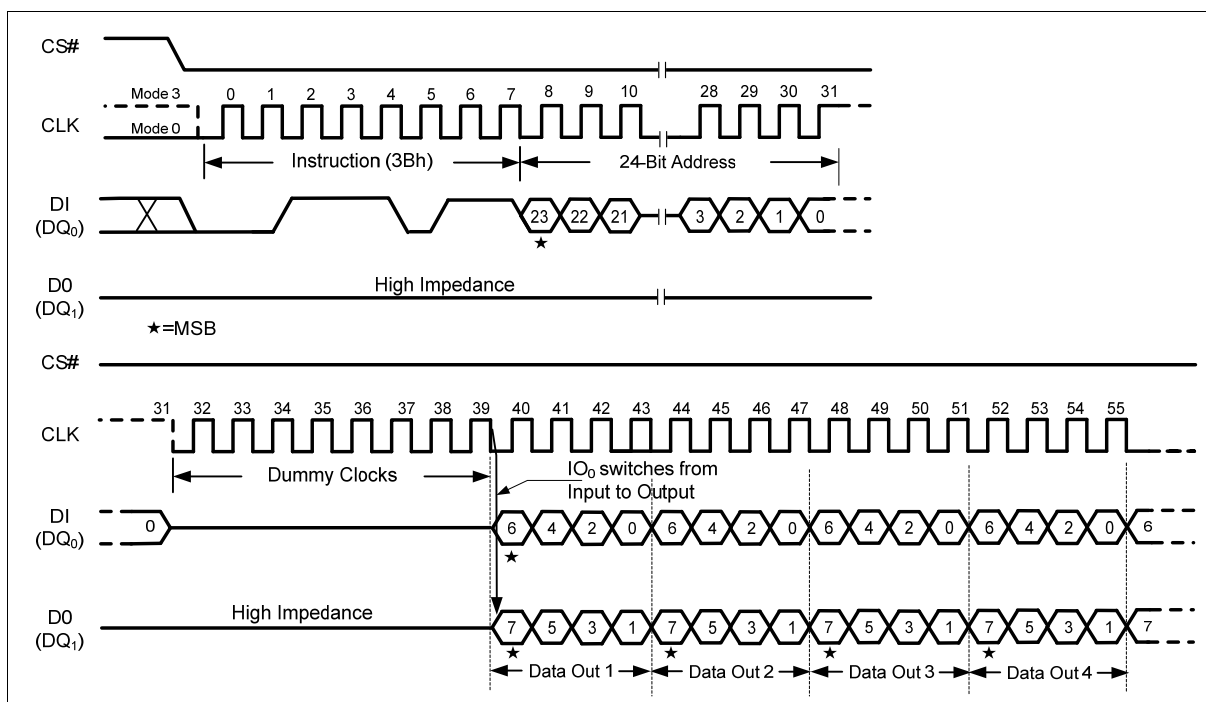 CS#
Mode 3 0 1 2 3 4 5 6 7 8 9 10 28 29 30 31
CLK Mode 0
Instruction (3Bh) 24-Bit Address
DI
(DQ0) 23 22 21 3 2 1 0
★
D0 High Impedance
(DQ1)
★=MSB
CS#
31 32 33 34 35 36 37 38 39 40 41 42 43 44 45 46 47 48 49 50 51 52 53 54 55
CLK
Dummy Clocks IO0 switches from
Input to Output
DI
(DQ0) 0 6 4 2 0 6 4 2 0 6 4 2 0 6 4 2 0 6
★
D0 High Impedance
(DQ1) 7 5 3 1 7 5 3 1 7 5 3 1 7 5 3 1 7
★ ★ ★ ★
Data Out 1 Data Out 2 Data Out 3 Data Out 4